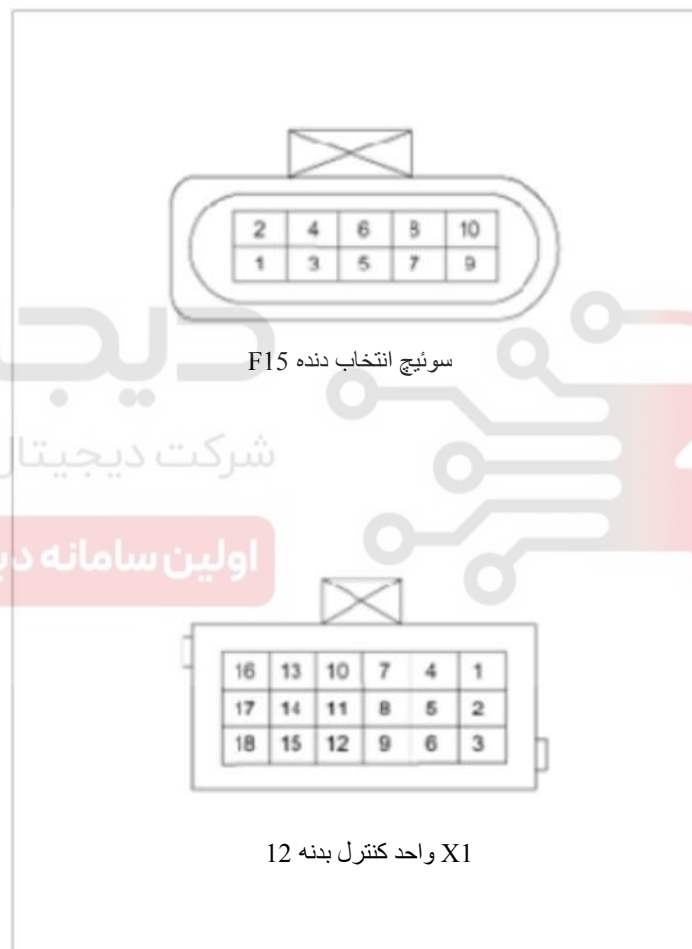 2 4 6 8 10
1 3 5 7 9
سوئیچ انتخاب دنده F15
دیجـ
شرکت دیجیتال
اولین سامانه دیـ
16 13 10 7 4 1
17 14 11 8 5 2
18 15 12 9 6 3
X1 واحد کنترل بدنه 12